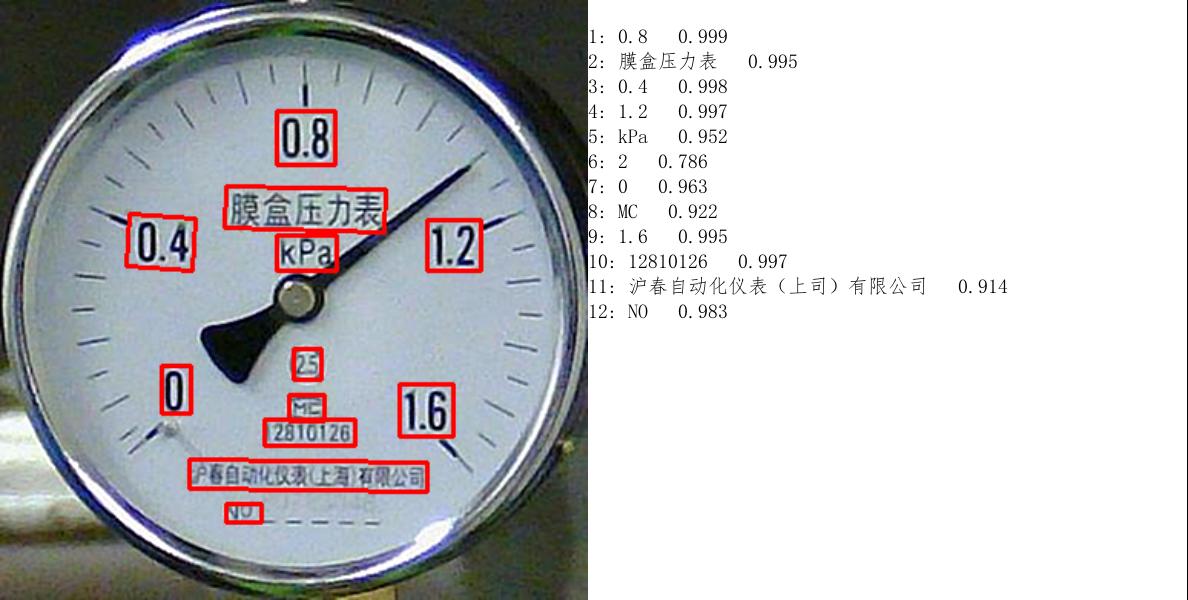 0.8
膜盒压力表
0.4
kPa
1.2
2.5
0
MC
1.6
12810126
沪春自动化仪表(上海)有限公司
NO
1: 0.8 0.999
2: 膜盒压力表 0.995
3: 0.4 0.998
4: 1.2 0.997
5: kPa 0.952
6: 2 0.786
7: 0 0.963
8: MC 0.922
9: 1.6 0.995
10: 12810126 0.997
11: 沪春自动化仪表（上司）有限公司 0.914
12: NO 0.983